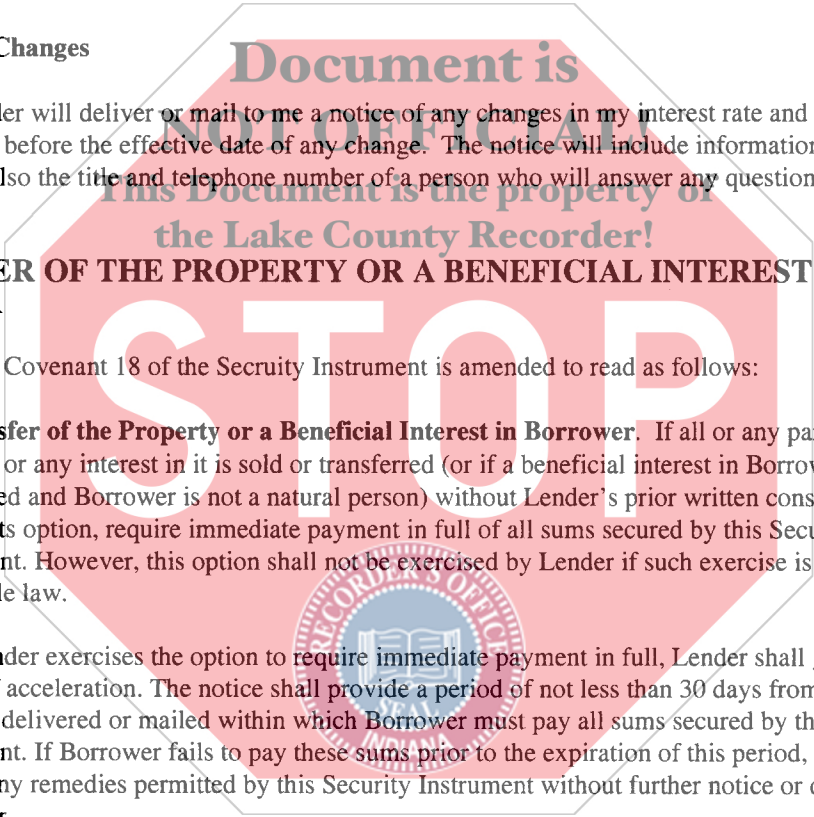 Changes
Document is
er will deliver or mail to me a notice of any changes in my interest rate and
NOT OFFICIAL!
before the effective date of any change. The notice will include information
lso the title and telephone number of a person who will answer any question
This Document is the property of
the Lake County Recorder!
ER OF THE PROPERTY OR A BENEFICIAL INTEREST
STOP
Covenant 18 of the Secruity Instrument is amended to read as follows:
sfer of the Property or a Beneficial Interest in Borrower. If all or any pa
or any interest in it is sold or transferred (or if a beneficial interest in Borrow
ed and Borrower is not a natural person) without Lender's prior written cons
ts option, require immediate payment in full of all sums secured by this Secu
nt. However, this option shall not be exercised by Lender if such exercise is
le law.
RECORDER'S OFFICE
nder exercises the option to require immediate payment in full, Lender shall
acceleration. The notice shall provide a period of not less than 30 days from
SEAL
delivered or mailed within which Borrower must pay all sums secured by th
INDIANA
nt. If Borrower fails to pay these sums prior to the expiration of this period,
ny remedies permitted by this Security Instrument without further notice or